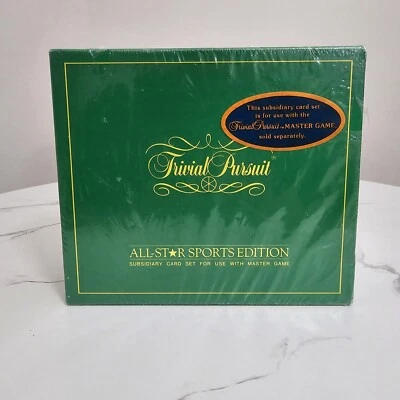 This subsidiary card set
is for use with the
Trivial Pursuit MASTER GAME
sold separately.
Trivial Pursuit®
ALL-ST★R SPORTS EDITION
SUBSIDIARY CARD SET FOR USE WITH MASTER GAME